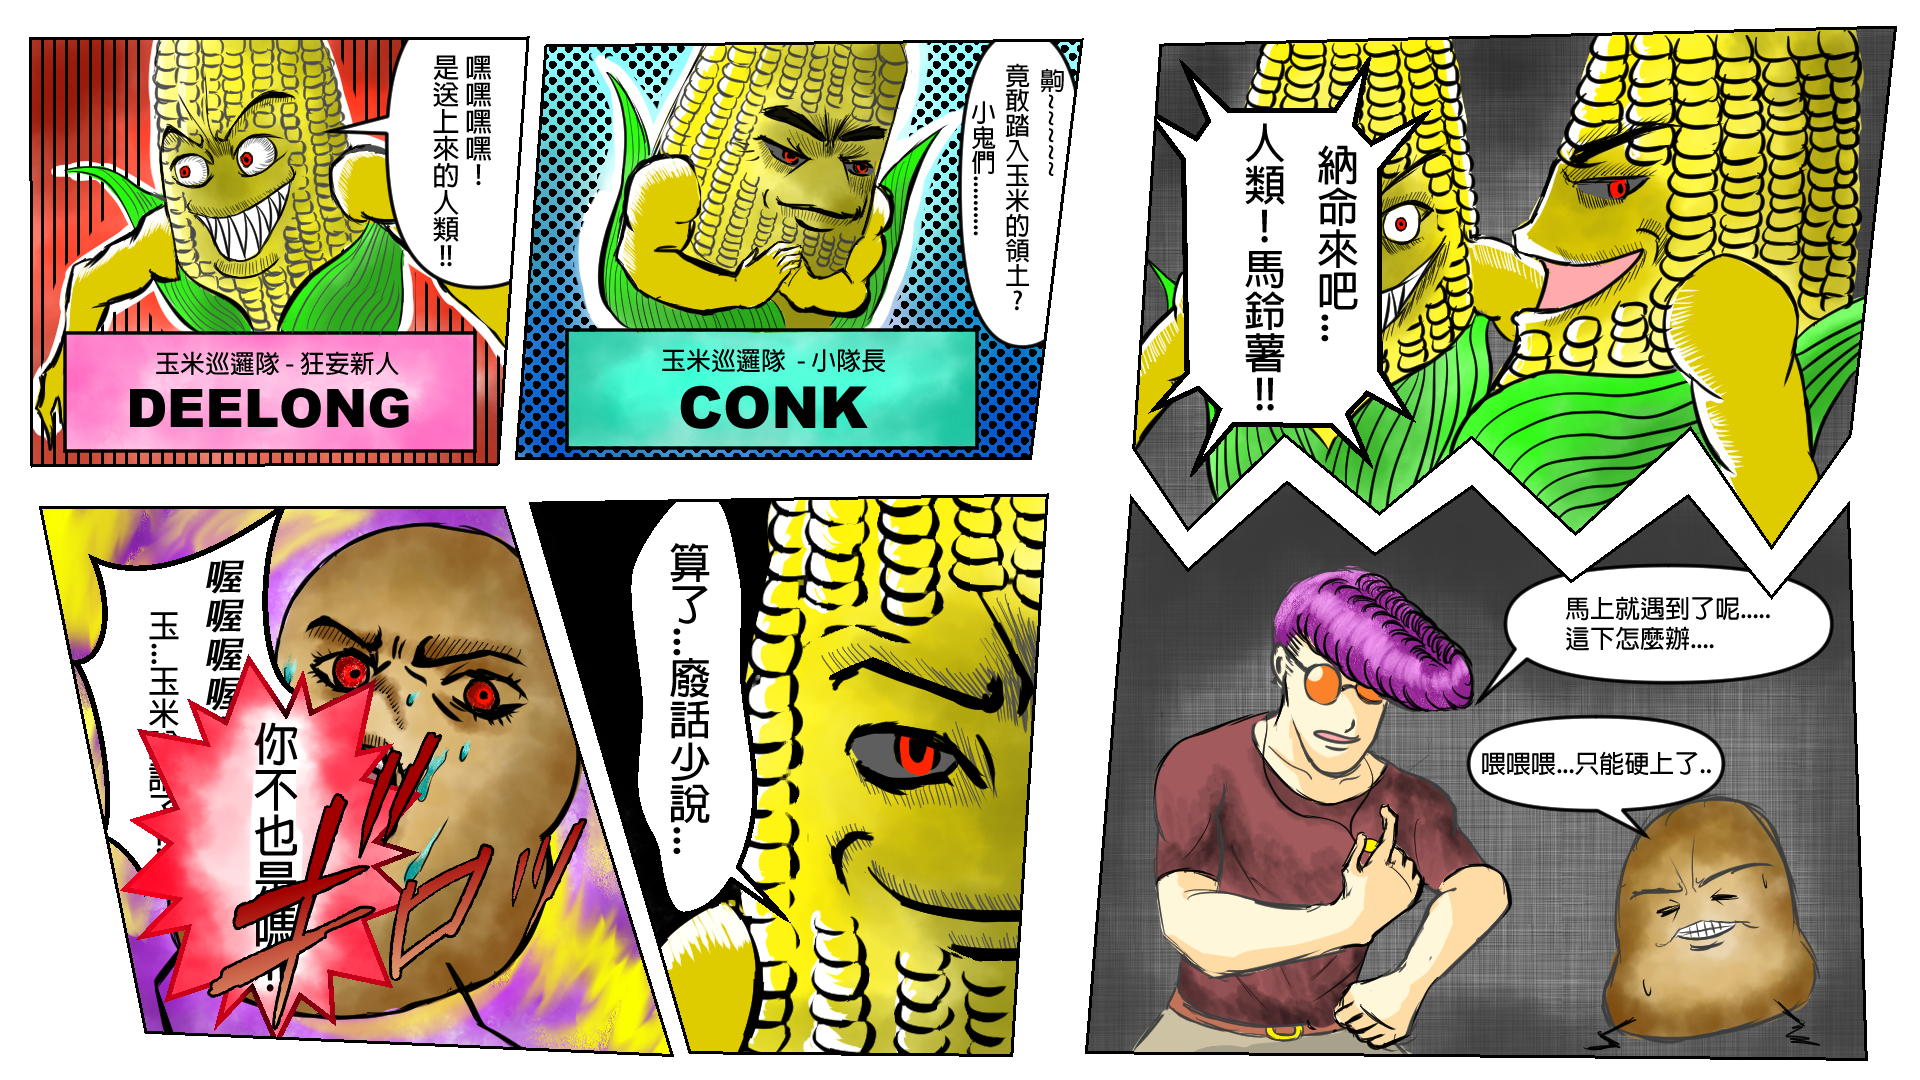 嘿嘿嘿嘿！
是送上來的人類!!
玉米巡邏隊 - 狂妄新人
DEELONG
齁~~~~~~
竟敢踏入玉米的領土?
小鬼們............
玉米巡邏隊 - 小隊長
CONK
喔喔喔喔
玉...玉米
你不也是嗎!!
ギロッ
算了...廢話少說...
納命來吧...
人類！馬鈴薯!!
馬上就遇到了呢.....
這下怎麼辦....
喂喂喂...只能硬上了..